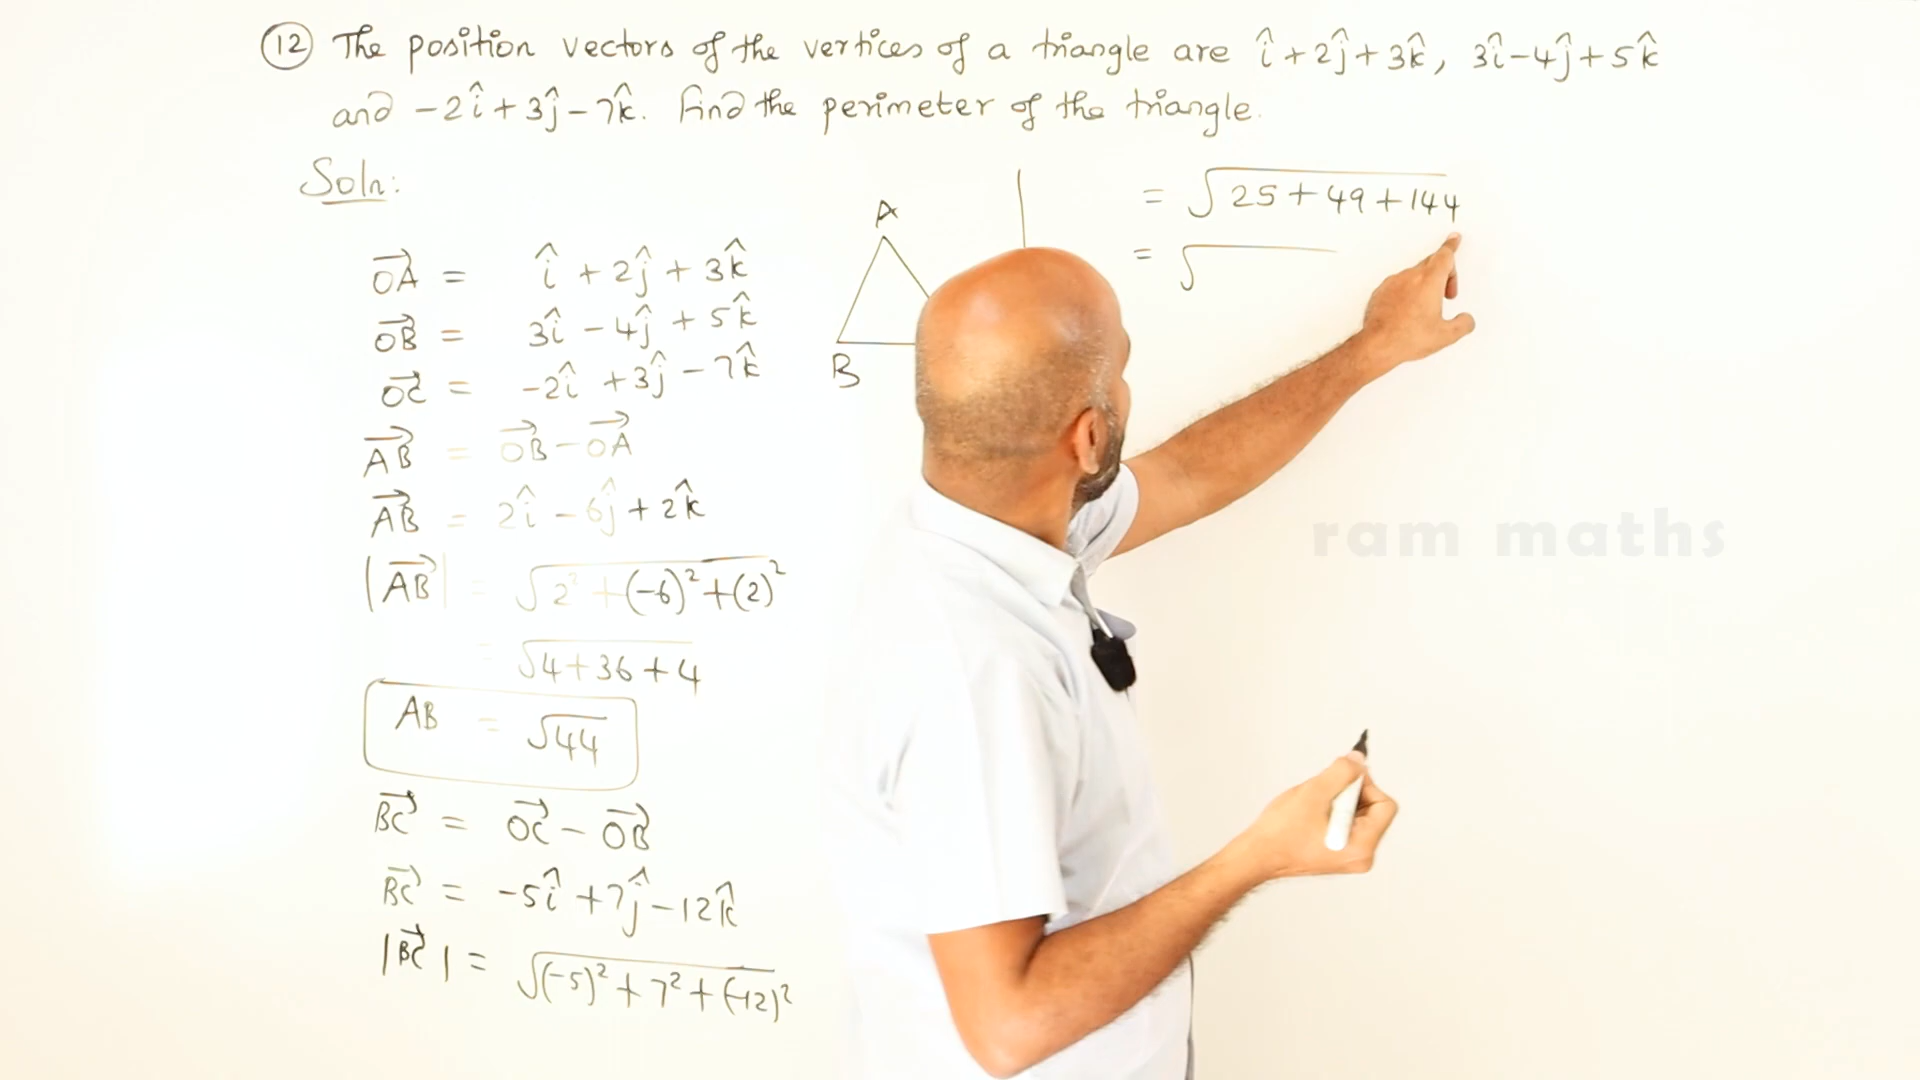 ⑫ The position vectors of the vertices of a triangle are î+2ĵ+3k̂, 3î-4ĵ+5k̂
and -2î+3ĵ-7k̂. Find the perimeter of the triangle.
Soln:
OA⃗ = î + 2ĵ + 3k̂
OB⃗ = 3î - 4ĵ + 5k̂
OC⃗ = -2î + 3ĵ - 7k̂
AB⃗ = OB⃗ - OA⃗
AB⃗ = 2î - 6ĵ + 2k̂
|AB⃗| = √2²+(-6)²+(2)²
= √4+36+4
AB = √44
BC⃗ = OC⃗ - OB⃗
BC⃗ = -5î+7ĵ-12k̂
|BC⃗| = √(-5)²+7²+(-12)²
A
B
= √25+49+144
= √
ram maths